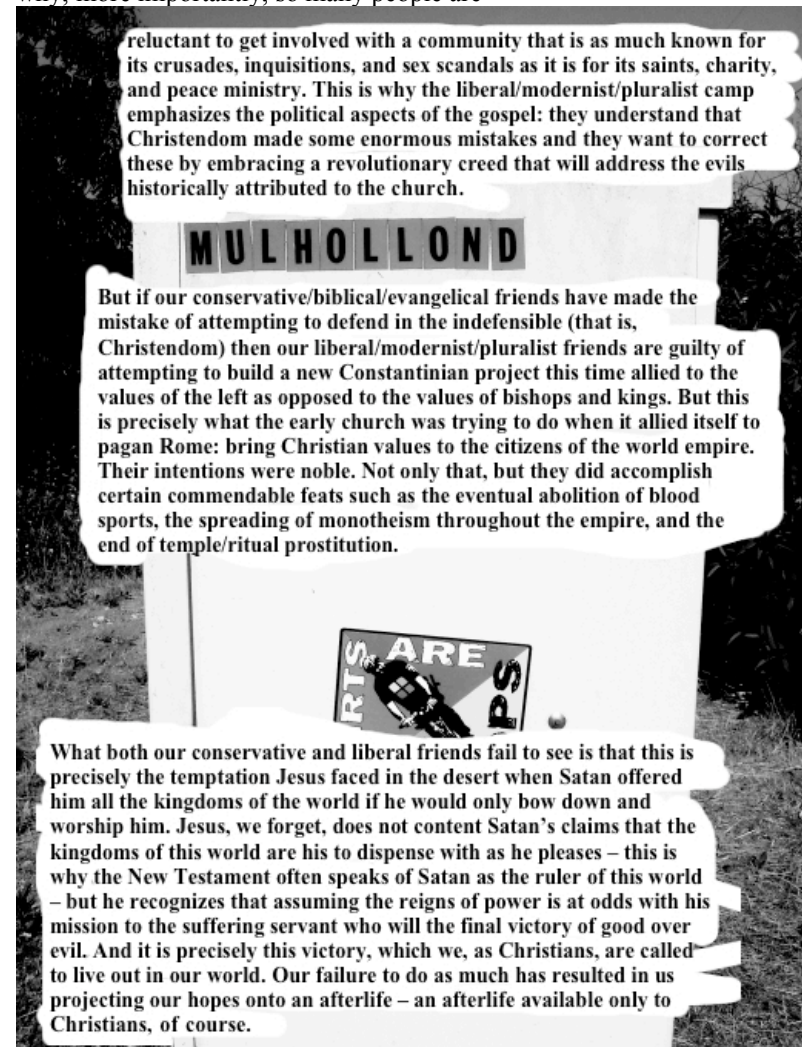 why, more importantly, so many people are
reluctant to get involved with a community that is as much known for
its crusades, inquisitions, and sex scandals as it is for its saints, charity,
and peace ministry. This is why the liberal/modernist/pluralist camp
emphasizes the political aspects of the gospel: they understand that
Christendom made some enormous mistakes and they want to correct
these by embracing a revolutionary creed that will address the evils
historically attributed to the church.
MULHOLLOND
But if our conservative/biblical/evangelical friends have made the
mistake of attempting to defend in the indefensible (that is,
Christendom) then our liberal/modernist/pluralist friends are guilty of
attempting to build a new Constantinian project this time allied to the
values of the left as opposed to the values of bishops and kings. But this
is precisely what the early church was trying to do when it allied itself to
pagan Rome: bring Christian values to the citizens of the world empire.
Their intentions were noble. Not only that, but they did accomplish
certain commendable feats such as the eventual abolition of blood
sports, the spreading of monotheism throughout the empire, and the
end of temple/ritual prostitution.
ARE
What both our conservative and liberal friends fail to see is that this is
precisely the temptation Jesus faced in the desert when Satan offered
him all the kingdoms of the world if he would only bow down and
worship him. Jesus, we forget, does not content Satan's claims that the
kingdoms of this world are his to dispense with as he pleases – this is
why the New Testament often speaks of Satan as the ruler of this world
– but he recognizes that assuming the reigns of power is at odds with his
mission to the suffering servant who will the final victory of good over
evil. And it is precisely this victory, which we, as Christians, are called
to live out in our world. Our failure to do as much has resulted in us
projecting our hopes onto an afterlife – an afterlife available only to
Christians, of course.